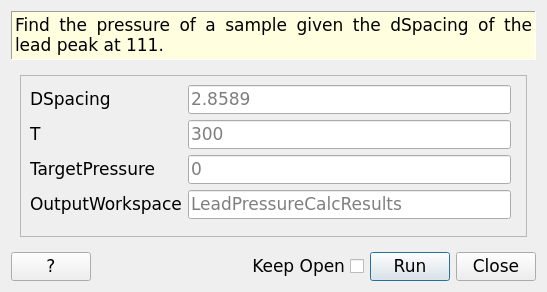 Find the pressure of a sample given the dSpacing of the
lead peak at 111.
DSpacing 2.8589
T 300
TargetPressure 0
OutputWorkspace LeadPressureCalcResults
? Keep Open Run Close